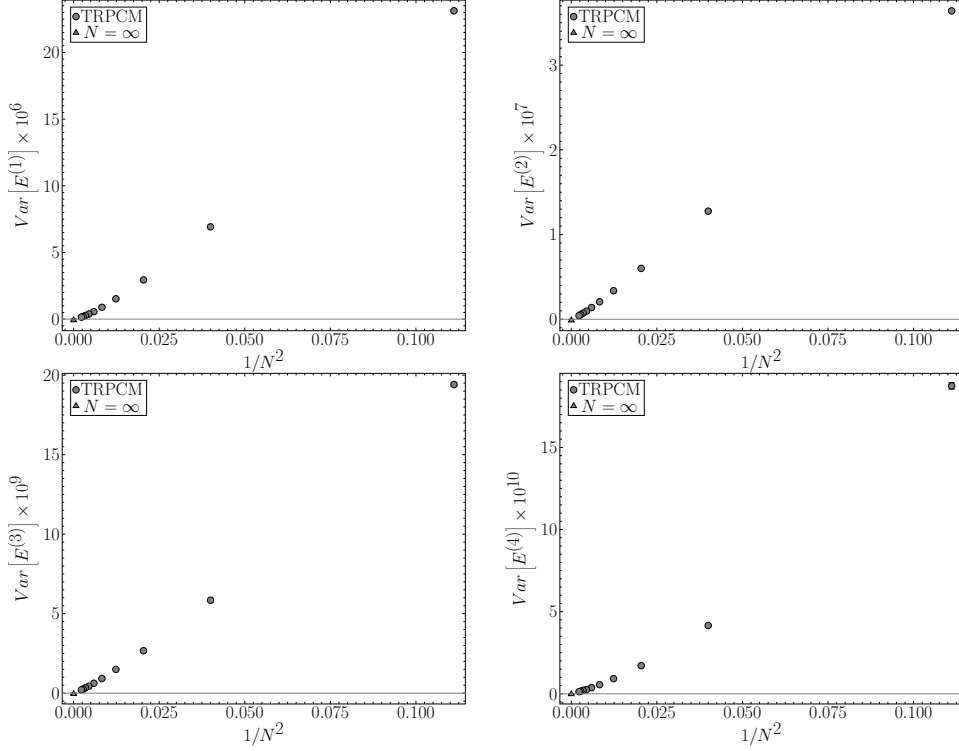 TRPCM
N = ∞
Var [E^(1)] × 10^6
20
15
10
5
0
0.000 0.025 0.050 0.075 0.100
1/N^2
TRPCM
N = ∞
Var [E^(2)] × 10^7
3
2
1
0
0.000 0.025 0.050 0.075 0.100
1/N^2
TRPCM
N = ∞
Var [E^(3)] × 10^9
20
15
10
5
0
0.000 0.025 0.050 0.075 0.100
1/N^2
TRPCM
N = ∞
Var [E^(4)] × 10^10
15
10
5
0
0.000 0.025 0.050 0.075 0.100
1/N^2